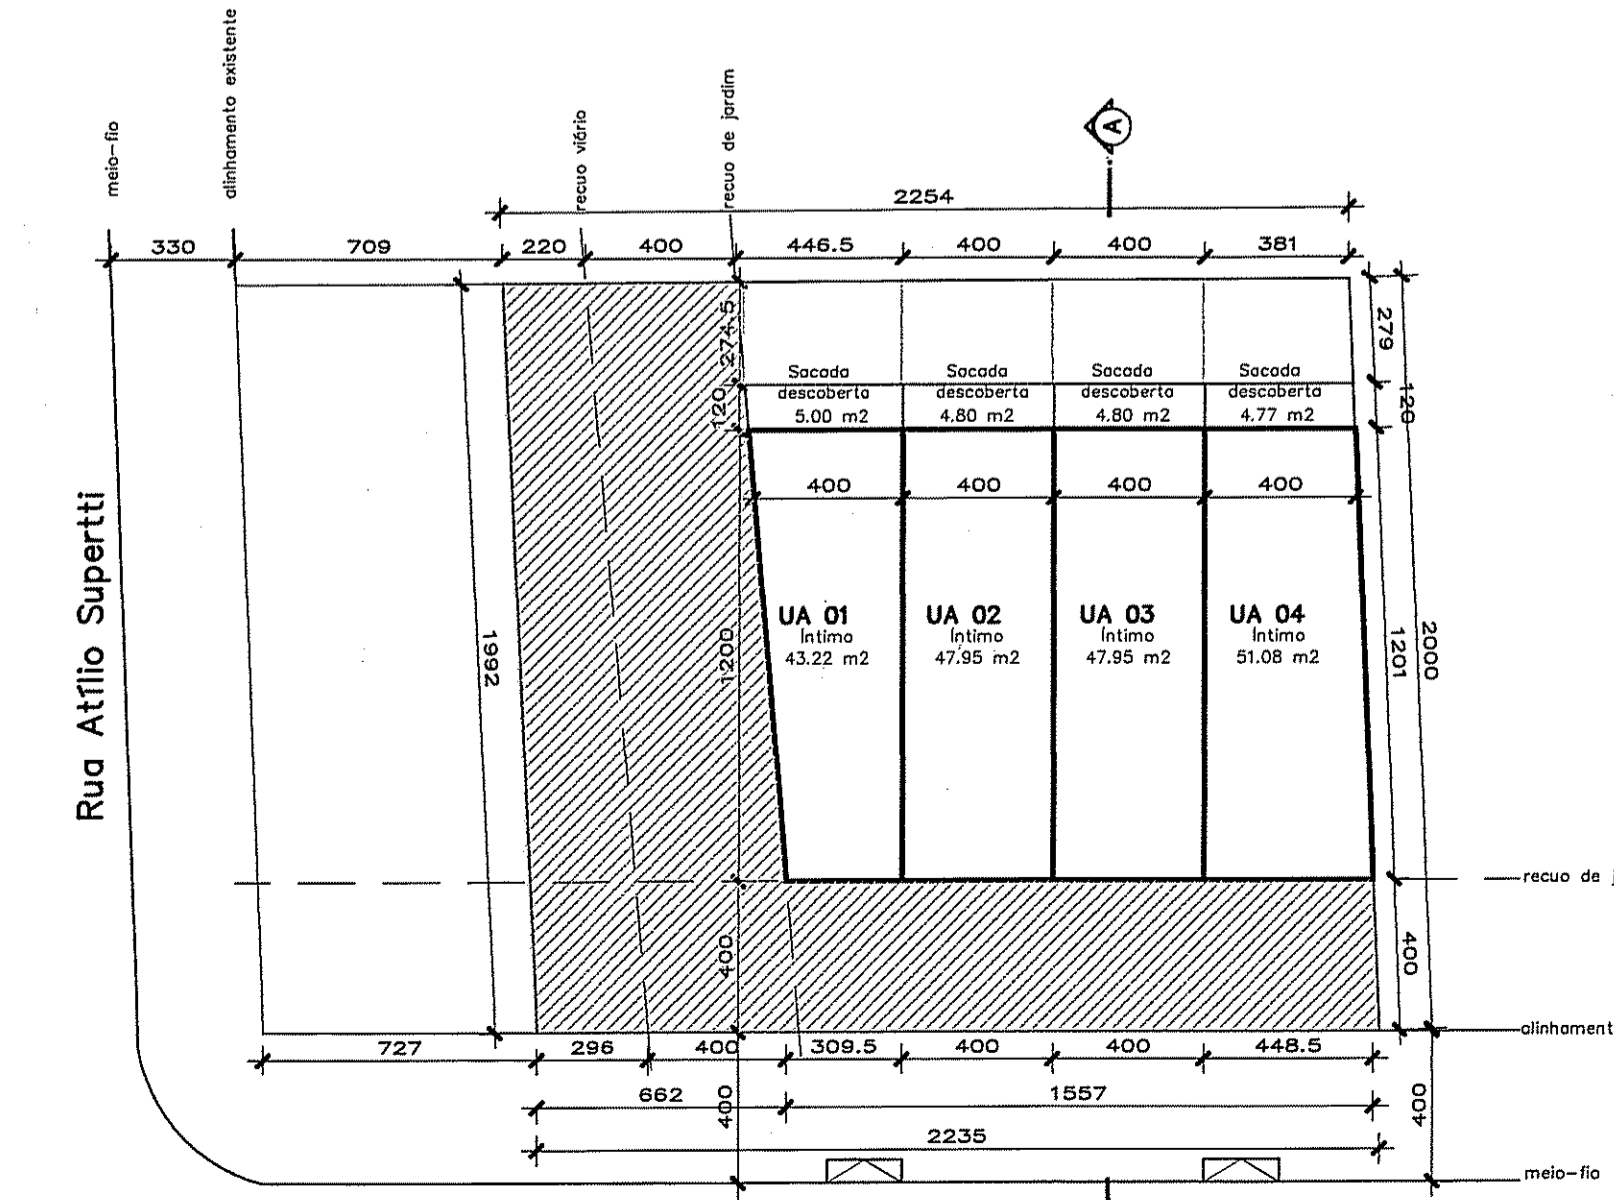 meio-fio
alinhamento existente
recuo viário
recuo de jardim
A
2254
330
709
220
400
446.5
400
400
381
274.5
279
Sacada
descoberta
5.00 m2
Sacada
descoberta
4.80 m2
Sacada
descoberta
4.80 m2
Sacada
descoberta
4.77 m2
120
120
400
400
400
400
Rua Atílio Supertti
1992
1200
UA 01
Íntimo
43.22 m2
UA 02
Íntimo
47.95 m2
UA 03
Íntimo
47.95 m2
UA 04
Íntimo
51.08 m2
1201
2000
recuo de j
400
400
alinhament
727
296
400
309.5
400
400
448.5
662
400
1557
400
2235
meio-fio